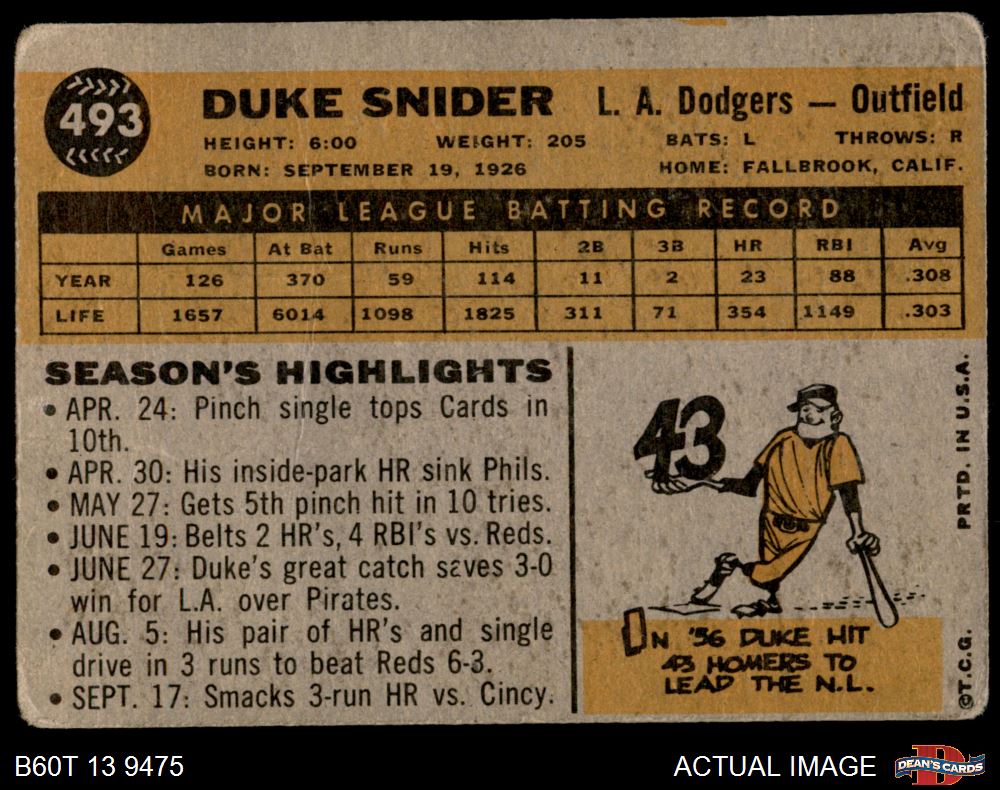 493
DUKE SNIDER L. A. Dodgers — Outfield
HEIGHT: 6:00 WEIGHT: 205 BATS: L THROWS: R
BORN: SEPTEMBER 19, 1926 HOME: FALLBROOK, CALIF.
MAJOR LEAGUE BATTING RECORD
Games At Bat Runs Hits 2B 3B HR RBI Avg
YEAR 126 370 59 114 11 2 23 88 .308
LIFE 1657 6014 1098 1825 311 71 354 1149 .303
SEASON'S HIGHLIGHTS
• APR. 24: Pinch single tops Cards in
10th.
• APR. 30: His inside-park HR sink Phils.
• MAY 27: Gets 5th pinch hit in 10 tries.
• JUNE 19: Belts 2 HR's, 4 RBI's vs. Reds.
• JUNE 27: Duke's great catch saves 3-0
win for L.A. over Pirates.
• AUG. 5: His pair of HR's and single
drive in 3 runs to beat Reds 6-3.
• SEPT. 17: Smacks 3-run HR vs. Cincy.
43
IN '56 DUKE HIT
43 HOMERS TO
LEAD THE N.L.
PRTD. IN U.S.A.
©T.C.G.
B60T 13 9475
ACTUAL IMAGE
D
DEAN'S CARDS